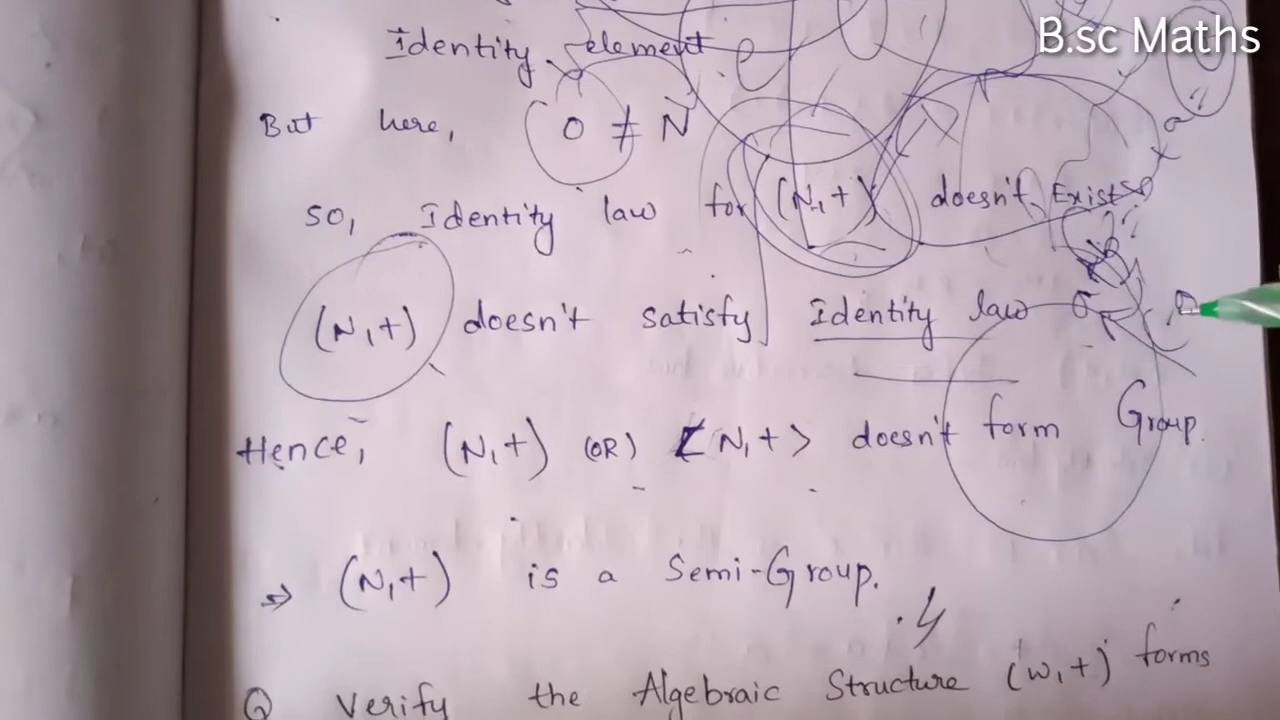 B.sc Maths
Identity element
But here, 0 ≠ N
so, Identity law for (N,+) doesn't Exist
(N,+) doesn't satisfy Identity law
Hence, (N,+) (OR) <N,+> doesn't form Group.
⇒ (N,+) is a Semi-Group.
Q Verify the Algebraic Structure (w,+) forms